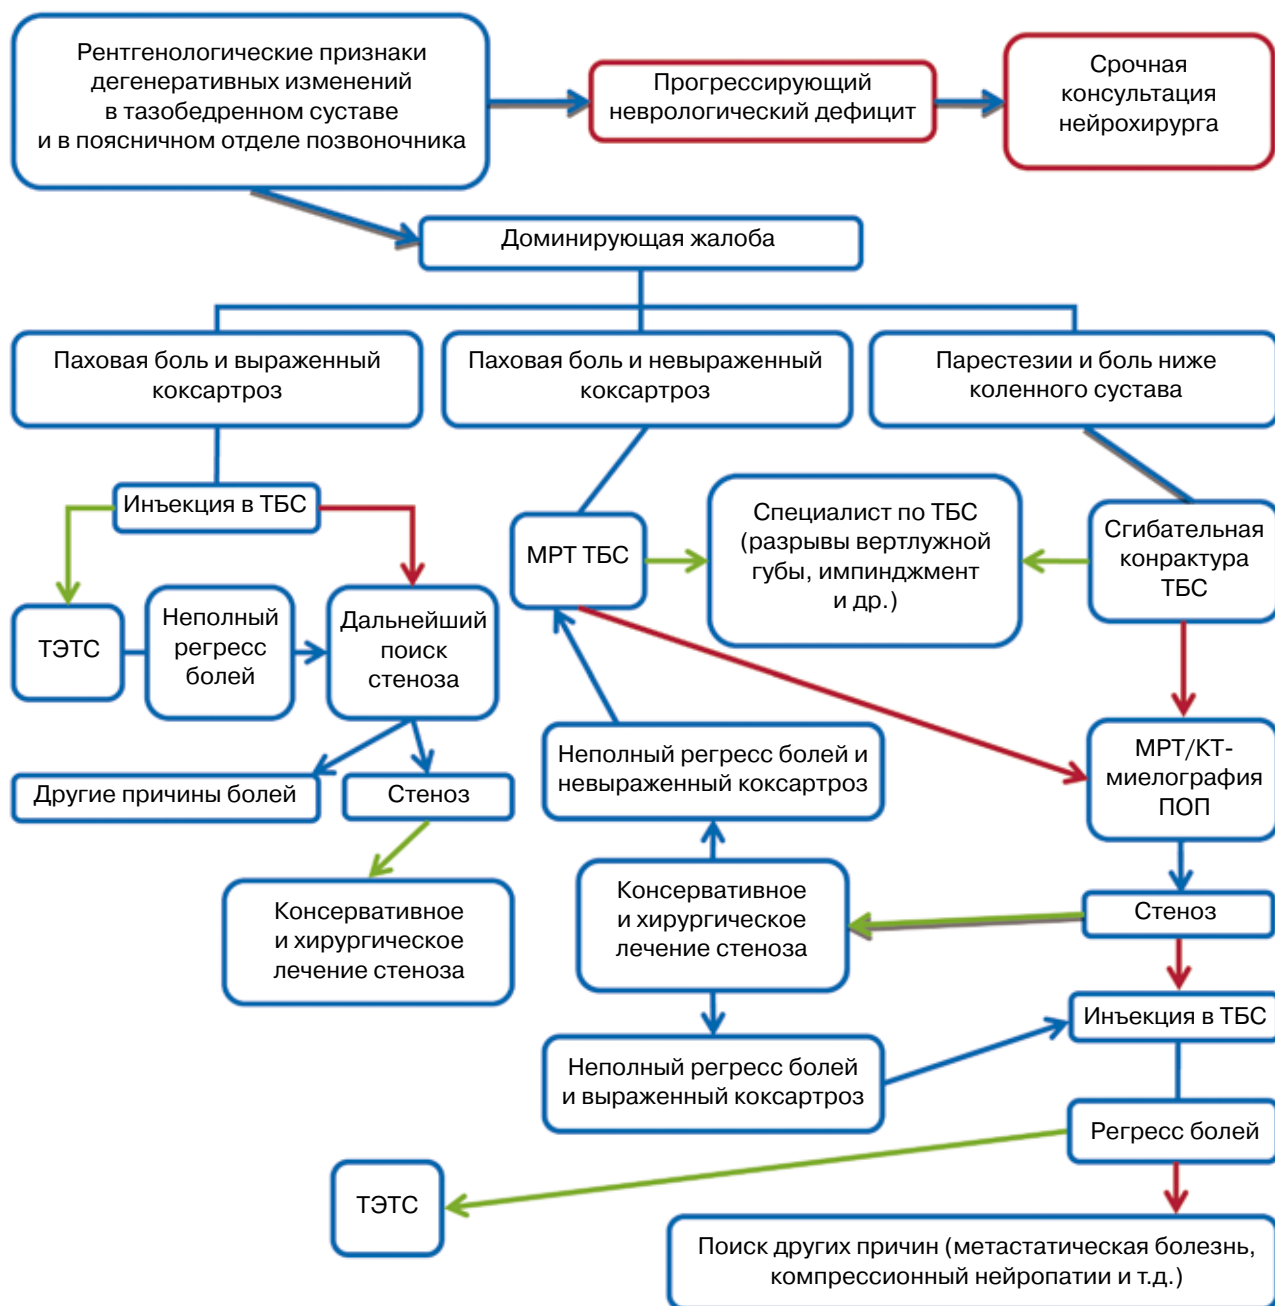 Рентгенологические признаки
дегенеративных изменений
в тазобедренном суставе
и в поясничном отделе позвоночника
Прогрессирующий
неврологический дефицит
Срочная
консультация
нейрохирурга
Доминирующая жалоба
Паховая боль и выраженный
коксартроз
Паховая боль и невыраженный
коксартроз
Парестезии и боль ниже
коленного сустава
Инъекция в ТБС
МРТ ТБС
Специалист по ТБС
(разрывы вертлужной
губы, импинджмент
и др.)
Сгибательная
конрактура
ТБС
ТЭТС
Неполный
регресс
болей
Дальнейший
поиск
стеноза
Другие причины болей
Стеноз
Неполный регресс болей и
невыраженный коксартроз
МРТ/КТ-
миелография
ПОП
Консервативное
и хирургическое
лечение стеноза
Консервативное
и хирургическое
лечение стеноза
Стеноз
Инъекция в ТБС
Неполный регресс болей
и выраженный коксартроз
Регресс болей
ТЭТС
Поиск других причин (метастатическая болезнь,
компрессионный нейропатии и т.д.)